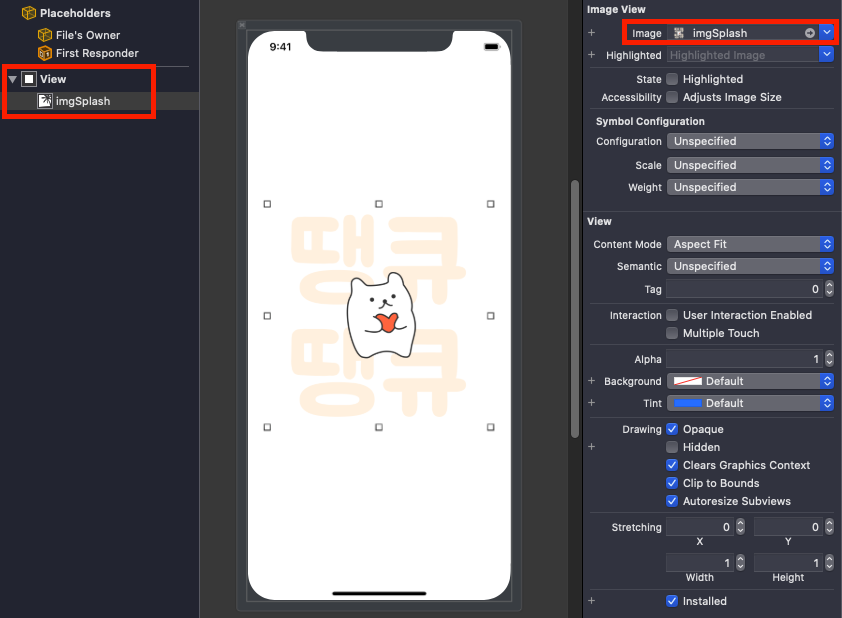 Placeholders
File's Owner
First Responder
View
imgSplash
9:41
땡큐
땡큐
Image View
+ Image imgSplash
+ Highlighted Highlighted Image
State Highlighted
Accessibility Adjusts Image Size
Symbol Configuration
Configuration Unspecified
Scale Unspecified
Weight Unspecified
View
Content Mode Aspect Fit
Semantic Unspecified
Tag 0
Interaction User Interaction Enabled
Multiple Touch
Alpha 1
+ Background Default
+ Tint Default
Drawing Opaque
+ Hidden
Clears Graphics Context
Clip to Bounds
Autoresize Subviews
Stretching 0 0
X Y
1 1
Width Height
+ Installed